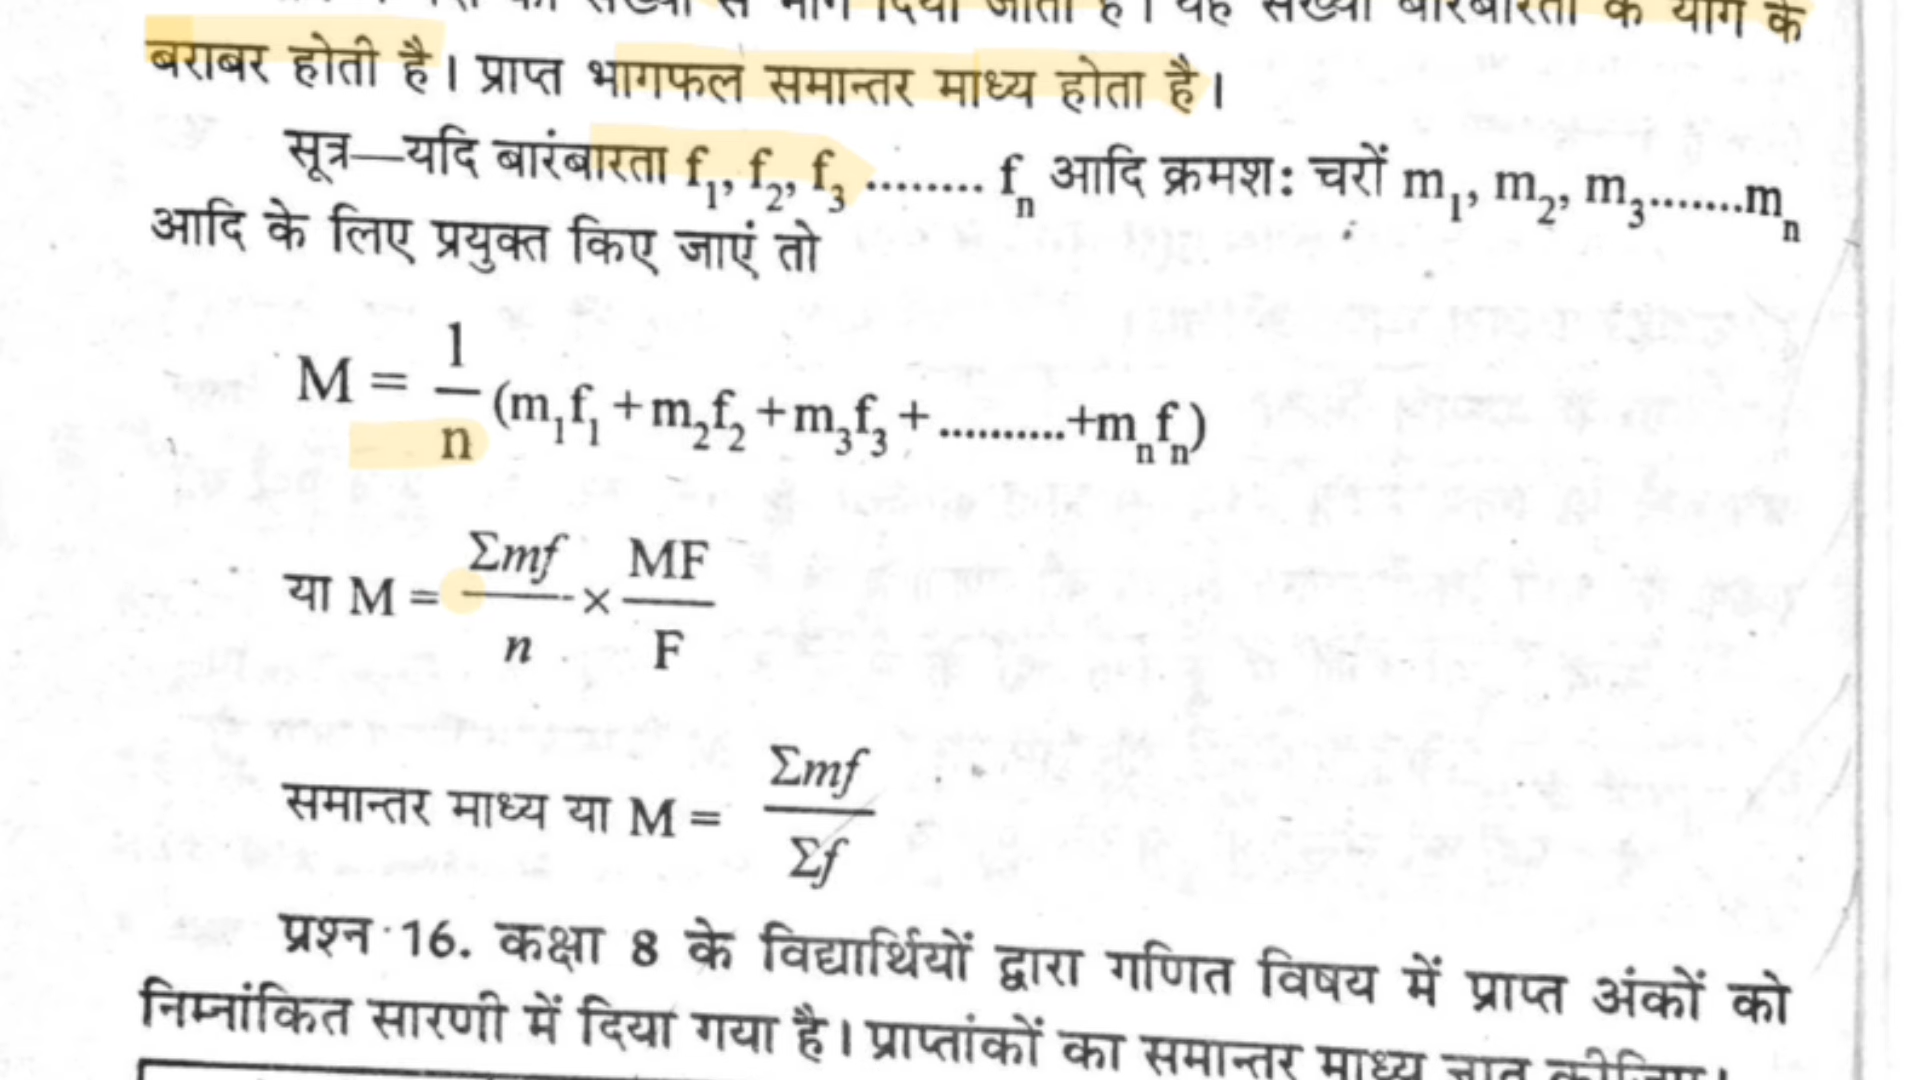 की संख्या से भाग दिया जाता है। यह संख्या बारंबारता के योग के
बराबर होती है। प्राप्त भागफल समान्तर माध्य होता है।
सूत्र—यदि बारंबारता f₁, f₂, f₃ ........ fₙ आदि क्रमश: चरों m₁, m₂, m₃.......mₙ
आदि के लिए प्रयुक्त किए जाएं तो
M = 1/n (m₁f₁ + m₂f₂ + m₃f₃ + ..........+mₙfₙ)
या M = Σmf/n × MF/F
समान्तर माध्य या M = Σmf/Σf
प्रश्न 16. कक्षा 8 के विद्यार्थियों द्वारा गणित विषय में प्राप्त अंकों को
निम्नांकित सारणी में दिया गया है। प्राप्तांकों का समान्तर माध्य ज्ञात कीजिए।